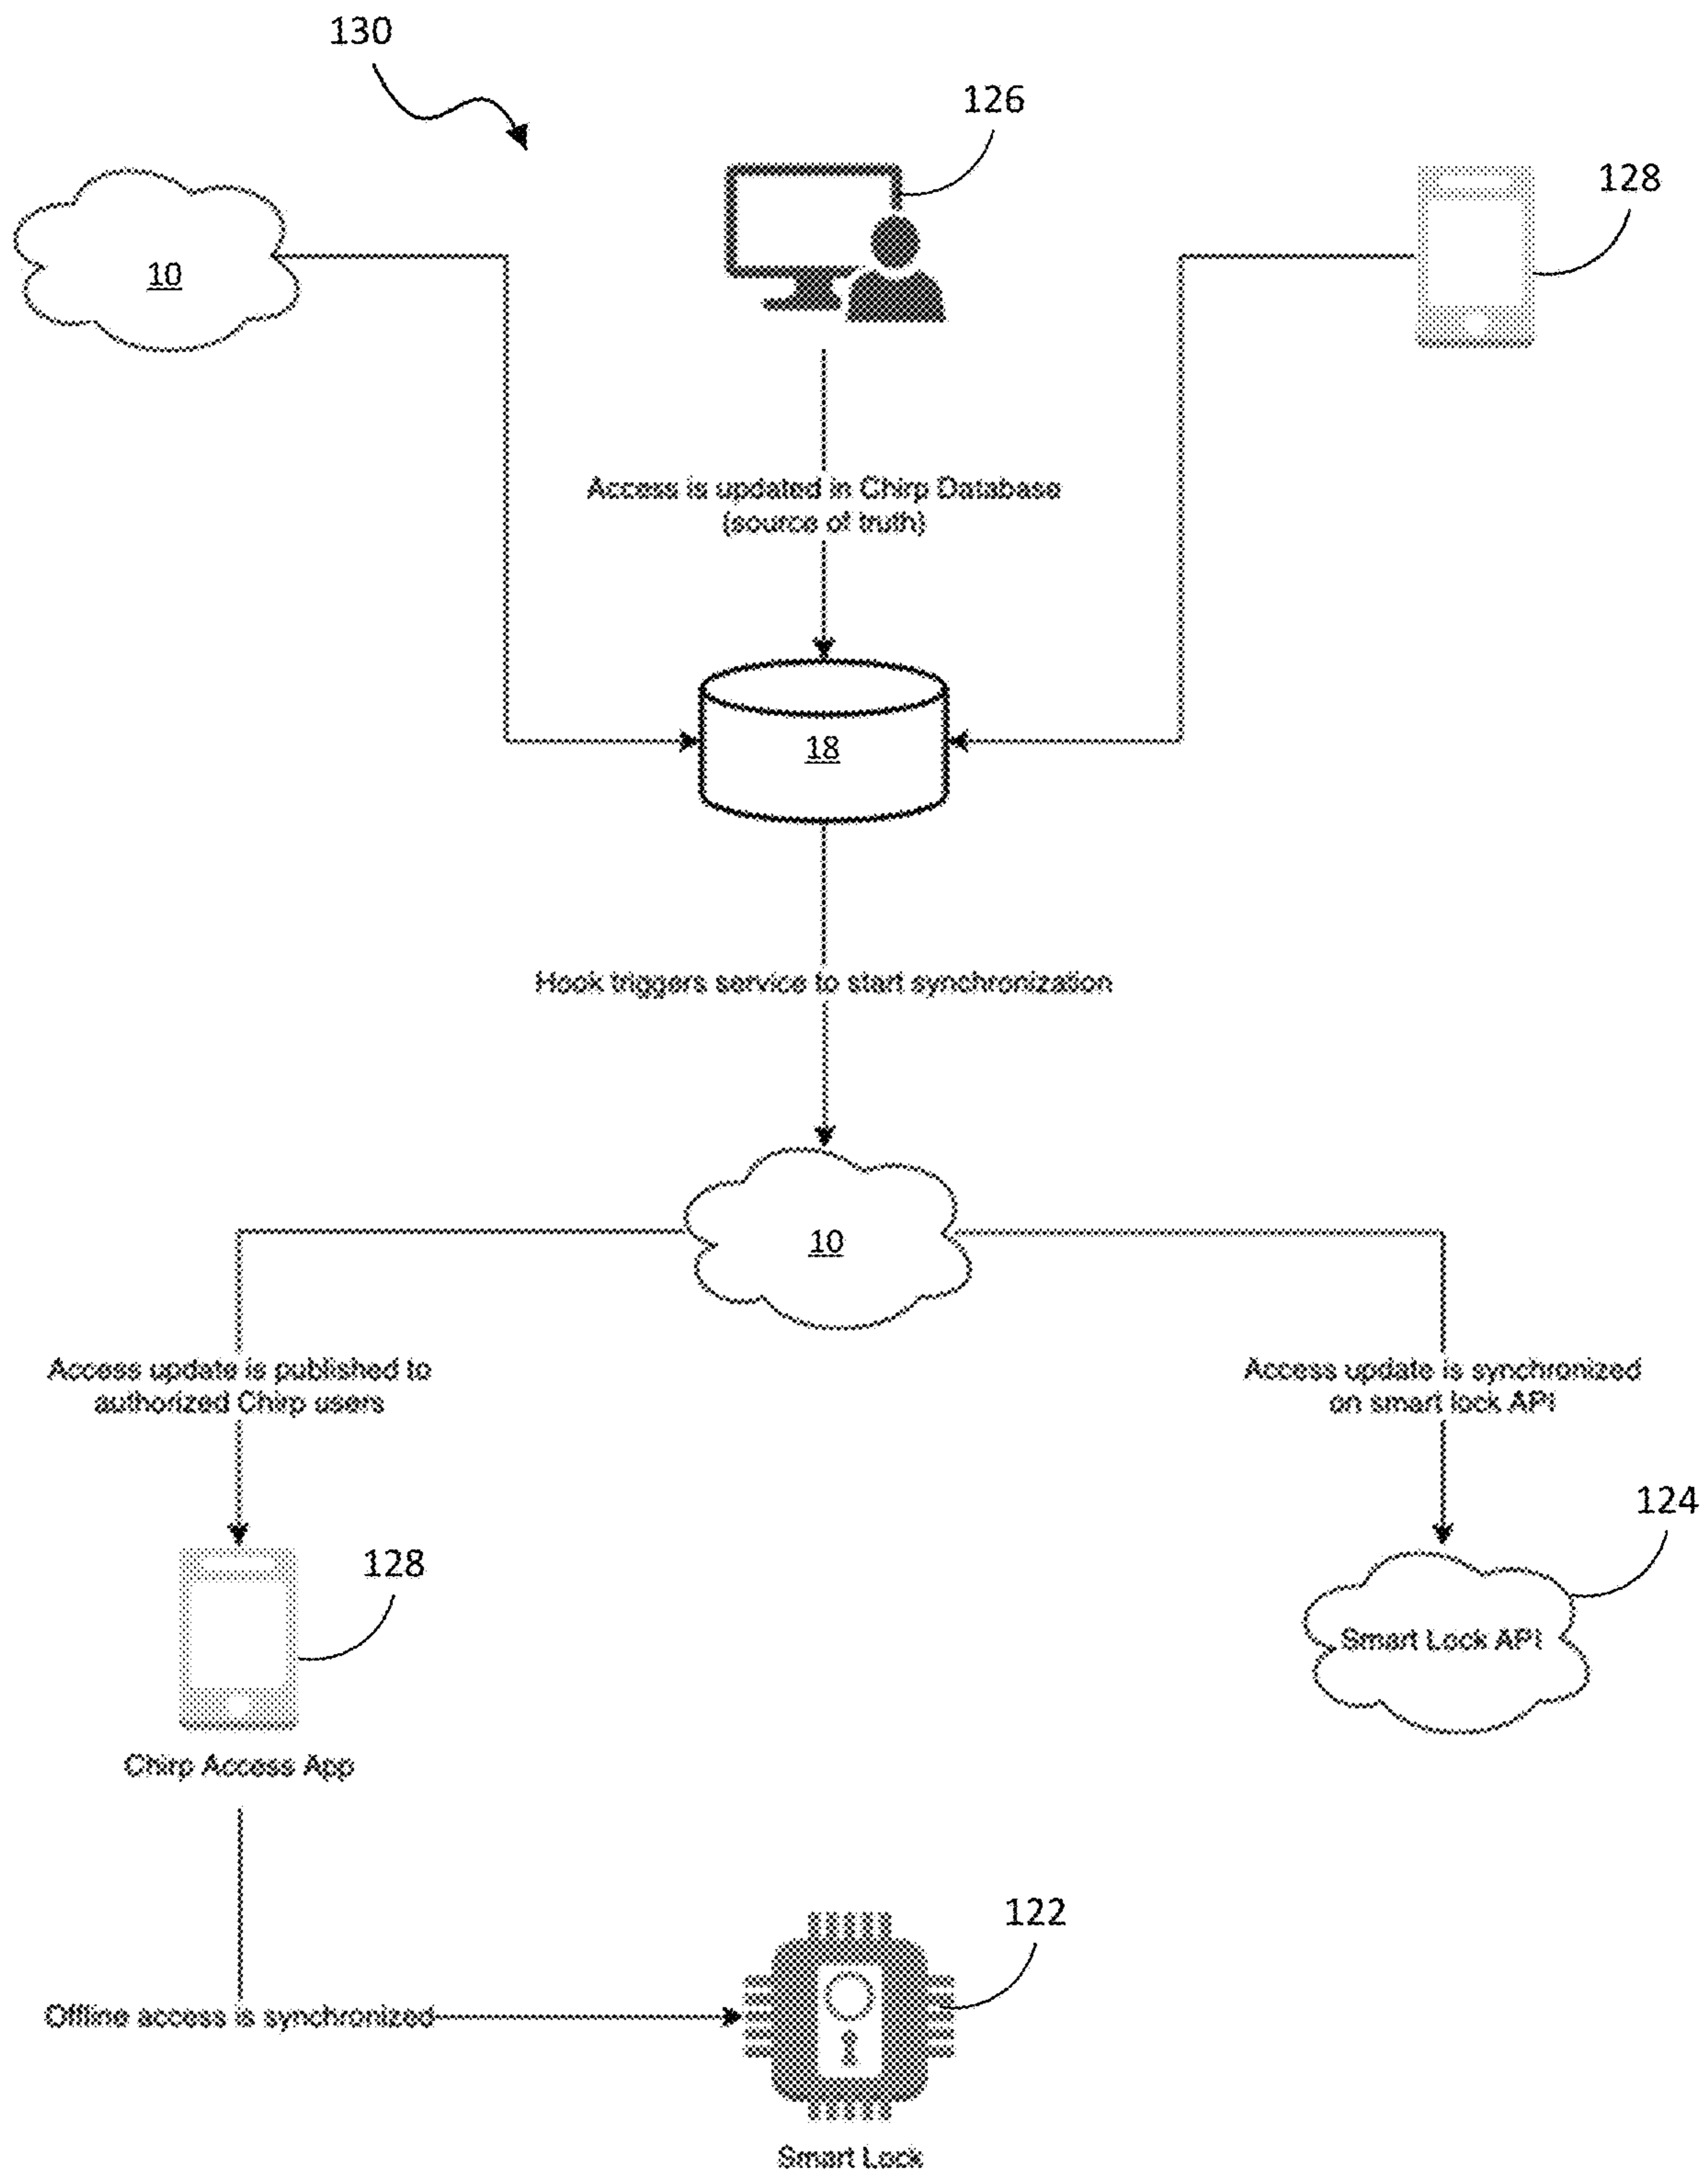 130
126
128
10
Access is updated in Chirp Database
(source of truth)
18
Hook triggers service to start synchronization
10
Access update is published to
authorized Chirp users
Access update is synchronized
on smart lock API
124
128
Smart Lock API
Chirp Access App
122
Offline access is synchronized
Smart Lock